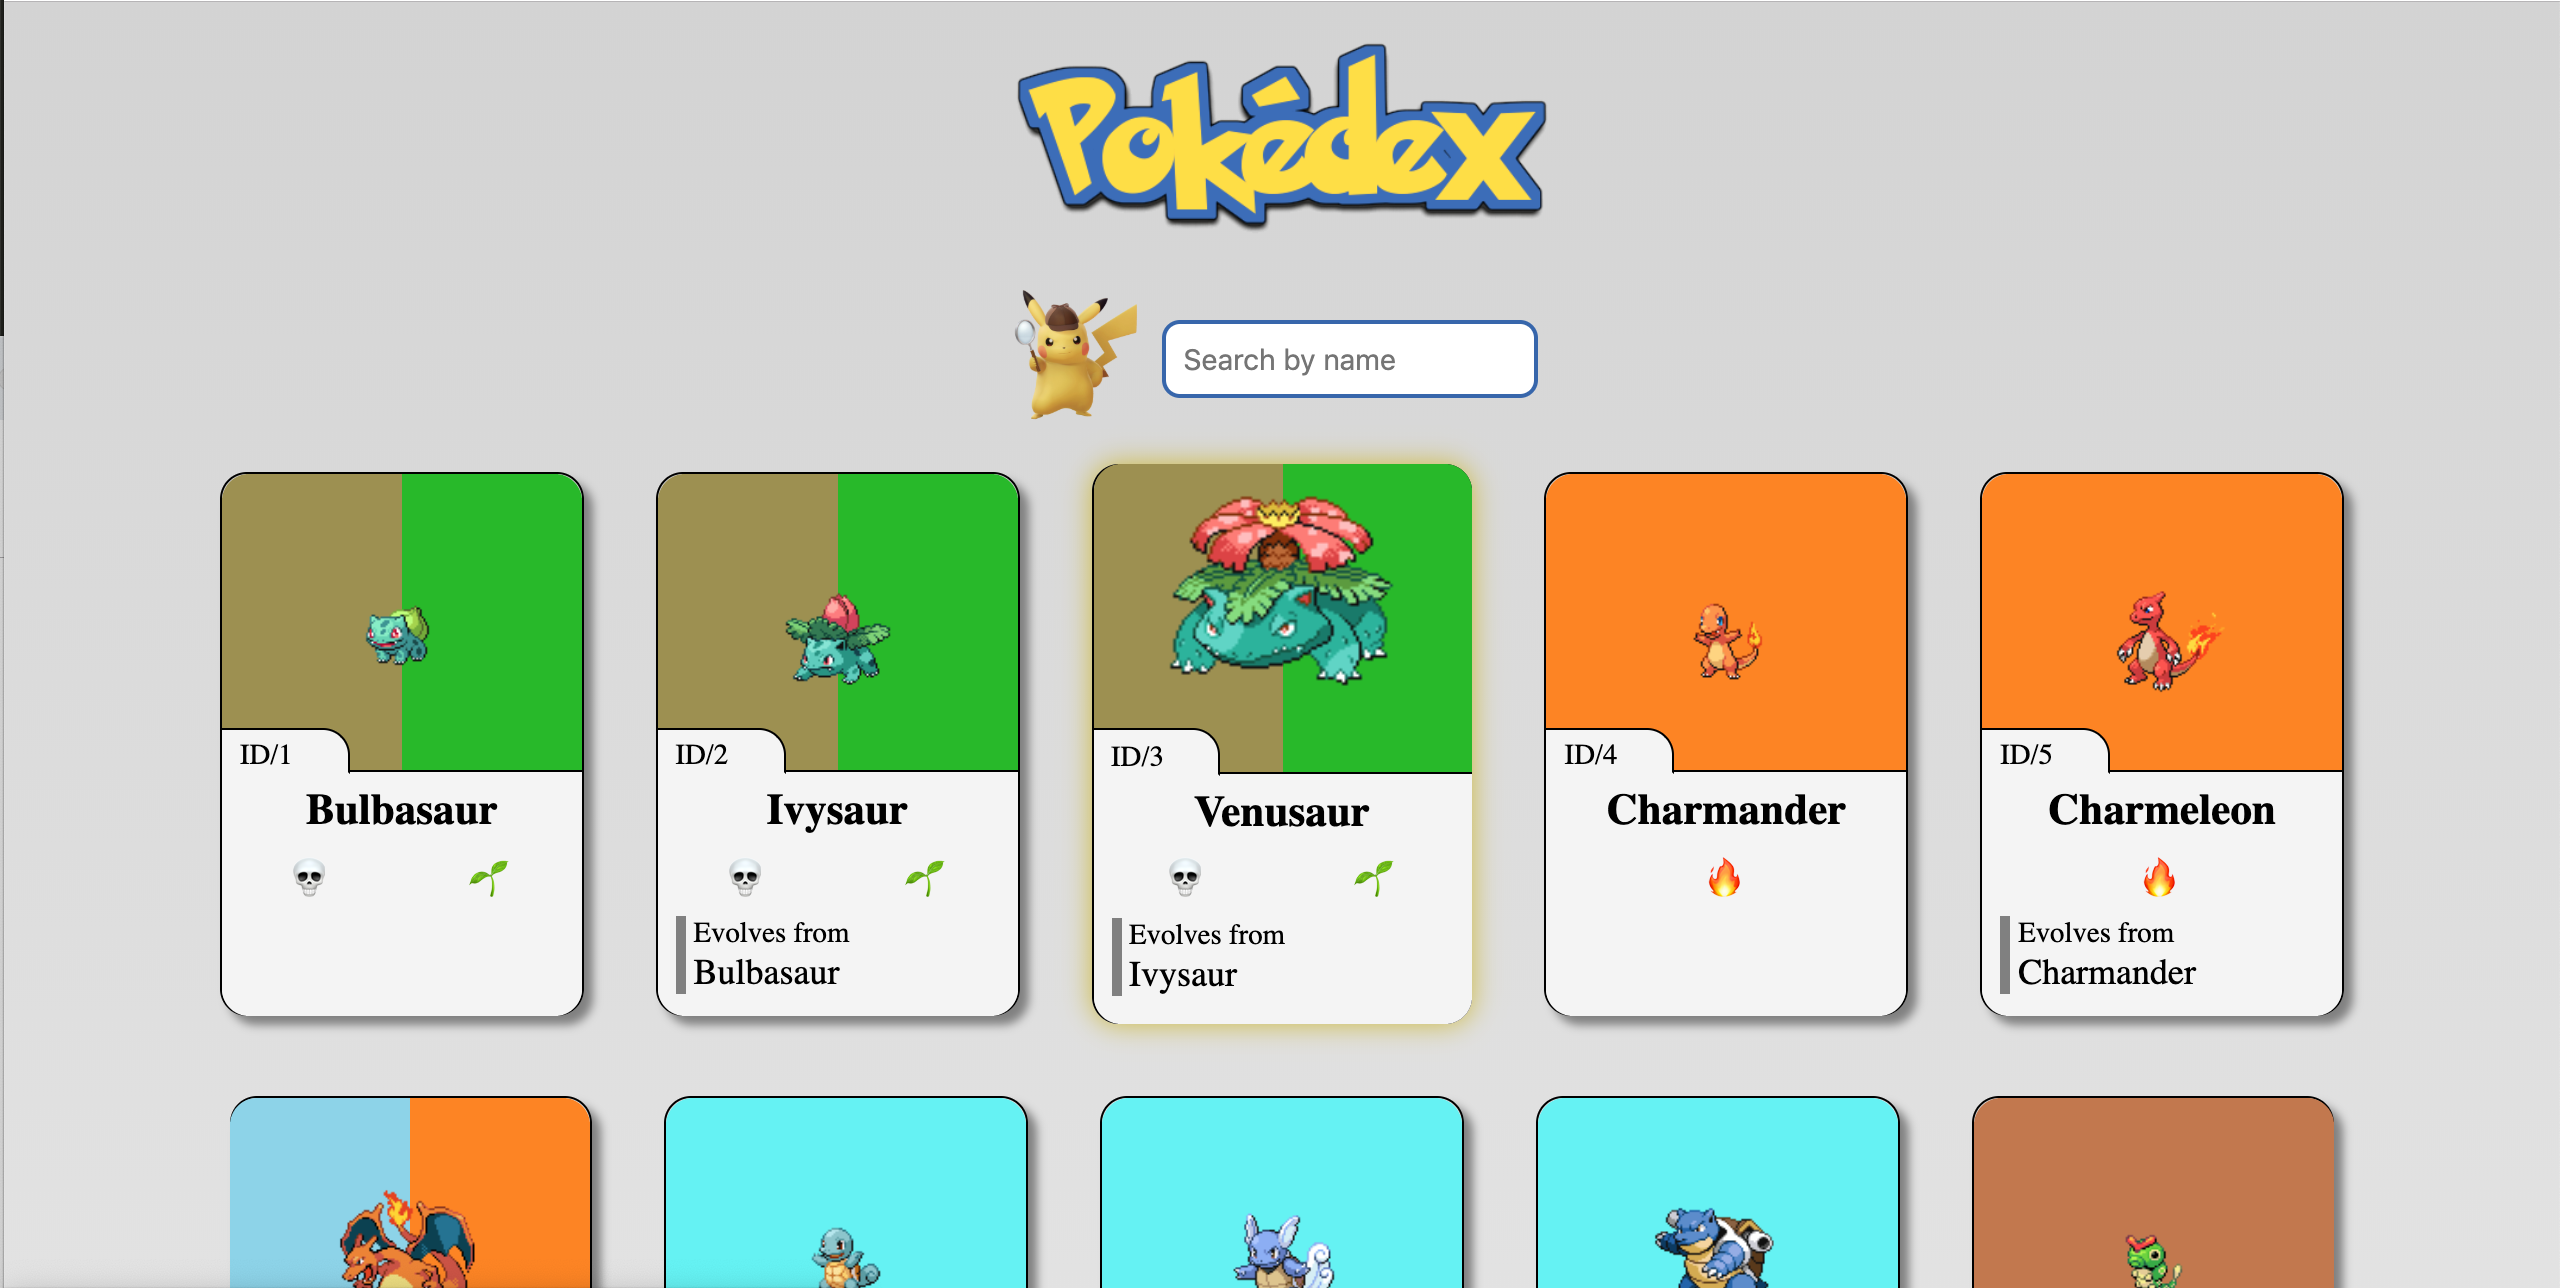 Pokédex
Search by name
ID/1
Bulbasaur
ID/2
Ivysaur
Evolves from
Bulbasaur
ID/3
Venusaur
Evolves from
Ivysaur
ID/4
Charmander
ID/5
Charmeleon
Evolves from
Charmander